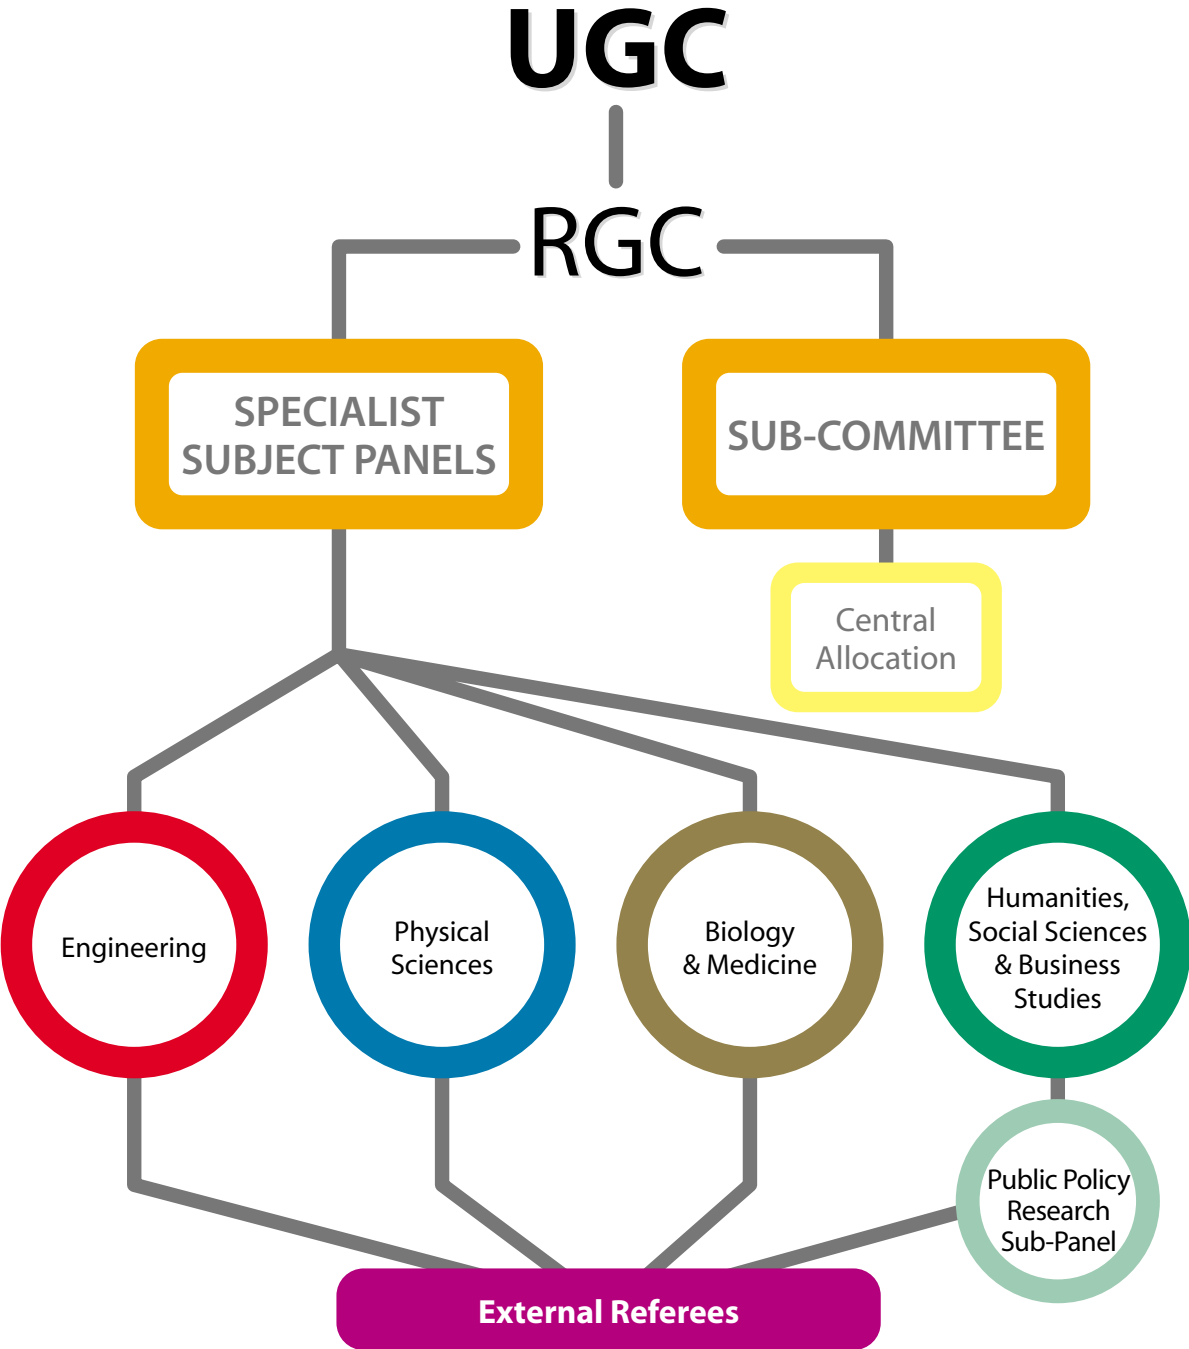 UGC
RGC
SPECIALIST
SUBJECT PANELS
SUB-COMMITTEE
Central
Allocation
Engineering
Physical
Sciences
Biology
& Medicine
Humanities,
Social Sciences
& Business
Studies
Public Policy
Research
Sub-Panel
External Referees